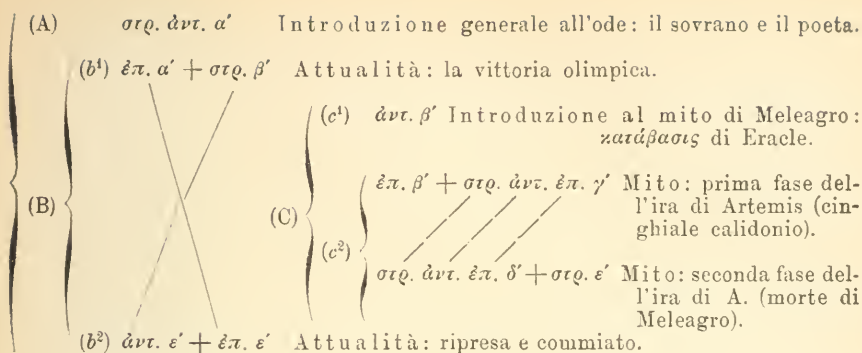 (A) στρ. ἀντ. α′ Introduzione generale all'ode: il sovrano e il poeta.
(b¹) ἐπ. α′ + στρ. β′ Attualità: la vittoria olimpica.
(c¹) ἀντ. β′ Introduzione al mito di Meleagro:
κατάβασις di Eracle.
ἐπ. β′ + στρ. ἀντ. ἐπ. γ′ Mito: prima fase del-
l'ira di Artemis (cin-
(B) (C) ghiale calidonio).
(c²)
στρ. ἀντ. ἐπ. δ′ + στρ. ε′ Mito: seconda fase del-
l'ira di A. (morte di
Meleagro).
(b²) ἀντ. ε′ + ἐπ. ε′ Attualità: ripresa e commiato.